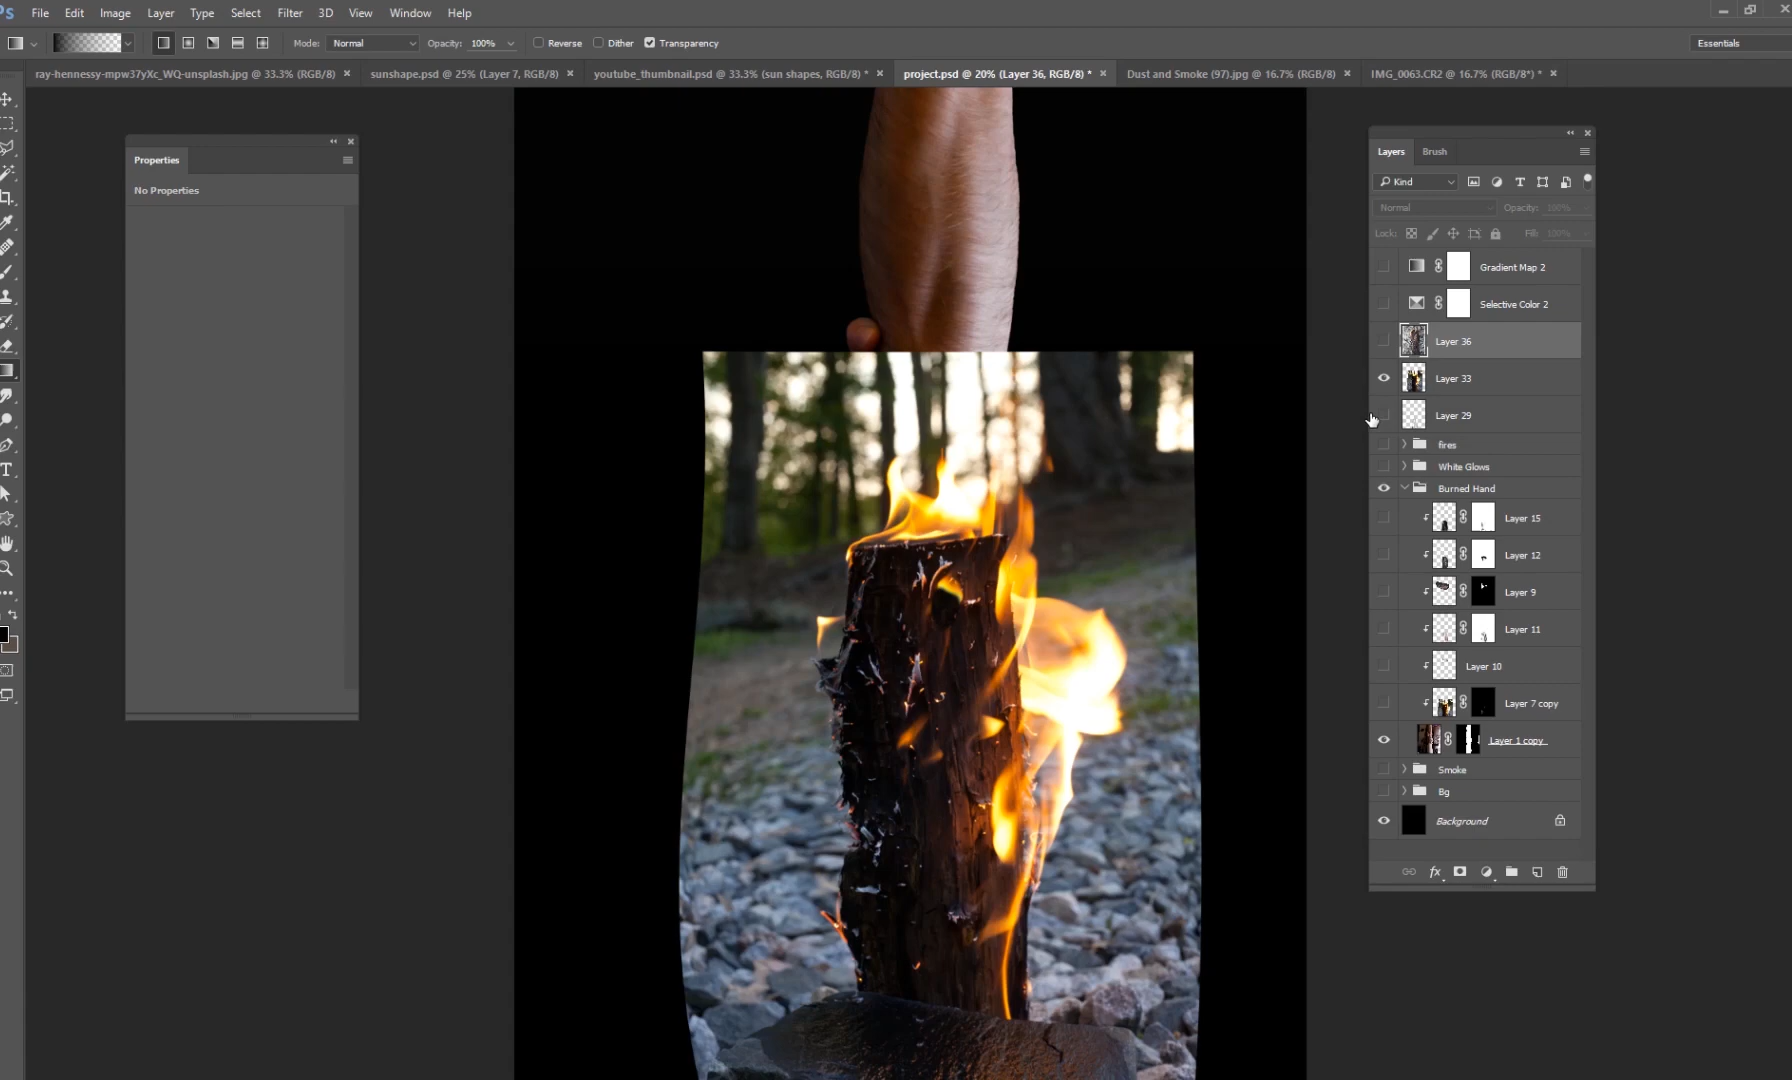 Ps File Edit Image Layer Type Select Filter 3D View Window Help
Mode: Normal Opacity: 100% Reverse Dither Transparency Essentials
ray-hennessy-mpw37yXc_WQ-unsplash.jpg @ 33.3% (RGB/8) × sunshape.psd @ 25% (Layer 7, RGB/8) × youtube_thumbnail.psd @ 33.3% (sun shapes, RGB/8) * × project.psd @ 20% (Layer 36, RGB/8) * × Dust and Smoke (97).jpg @ 16.7% (RGB/8) × IMG_0063.CR2 @ 16.7% (RGB/8*) * ×
Properties
No Properties
Layers Brush
Kind
Normal Opacity: 100%
Lock: Fill: 100%
Gradient Map 2
Selective Color 2
Layer 36
Layer 33
Layer 29
fires
White Glows
Burned Hand
Layer 15
Layer 12
Layer 9
Layer 11
Layer 10
Layer 7 copy
Layer 1 copy
Smoke
Bg
Background
fx